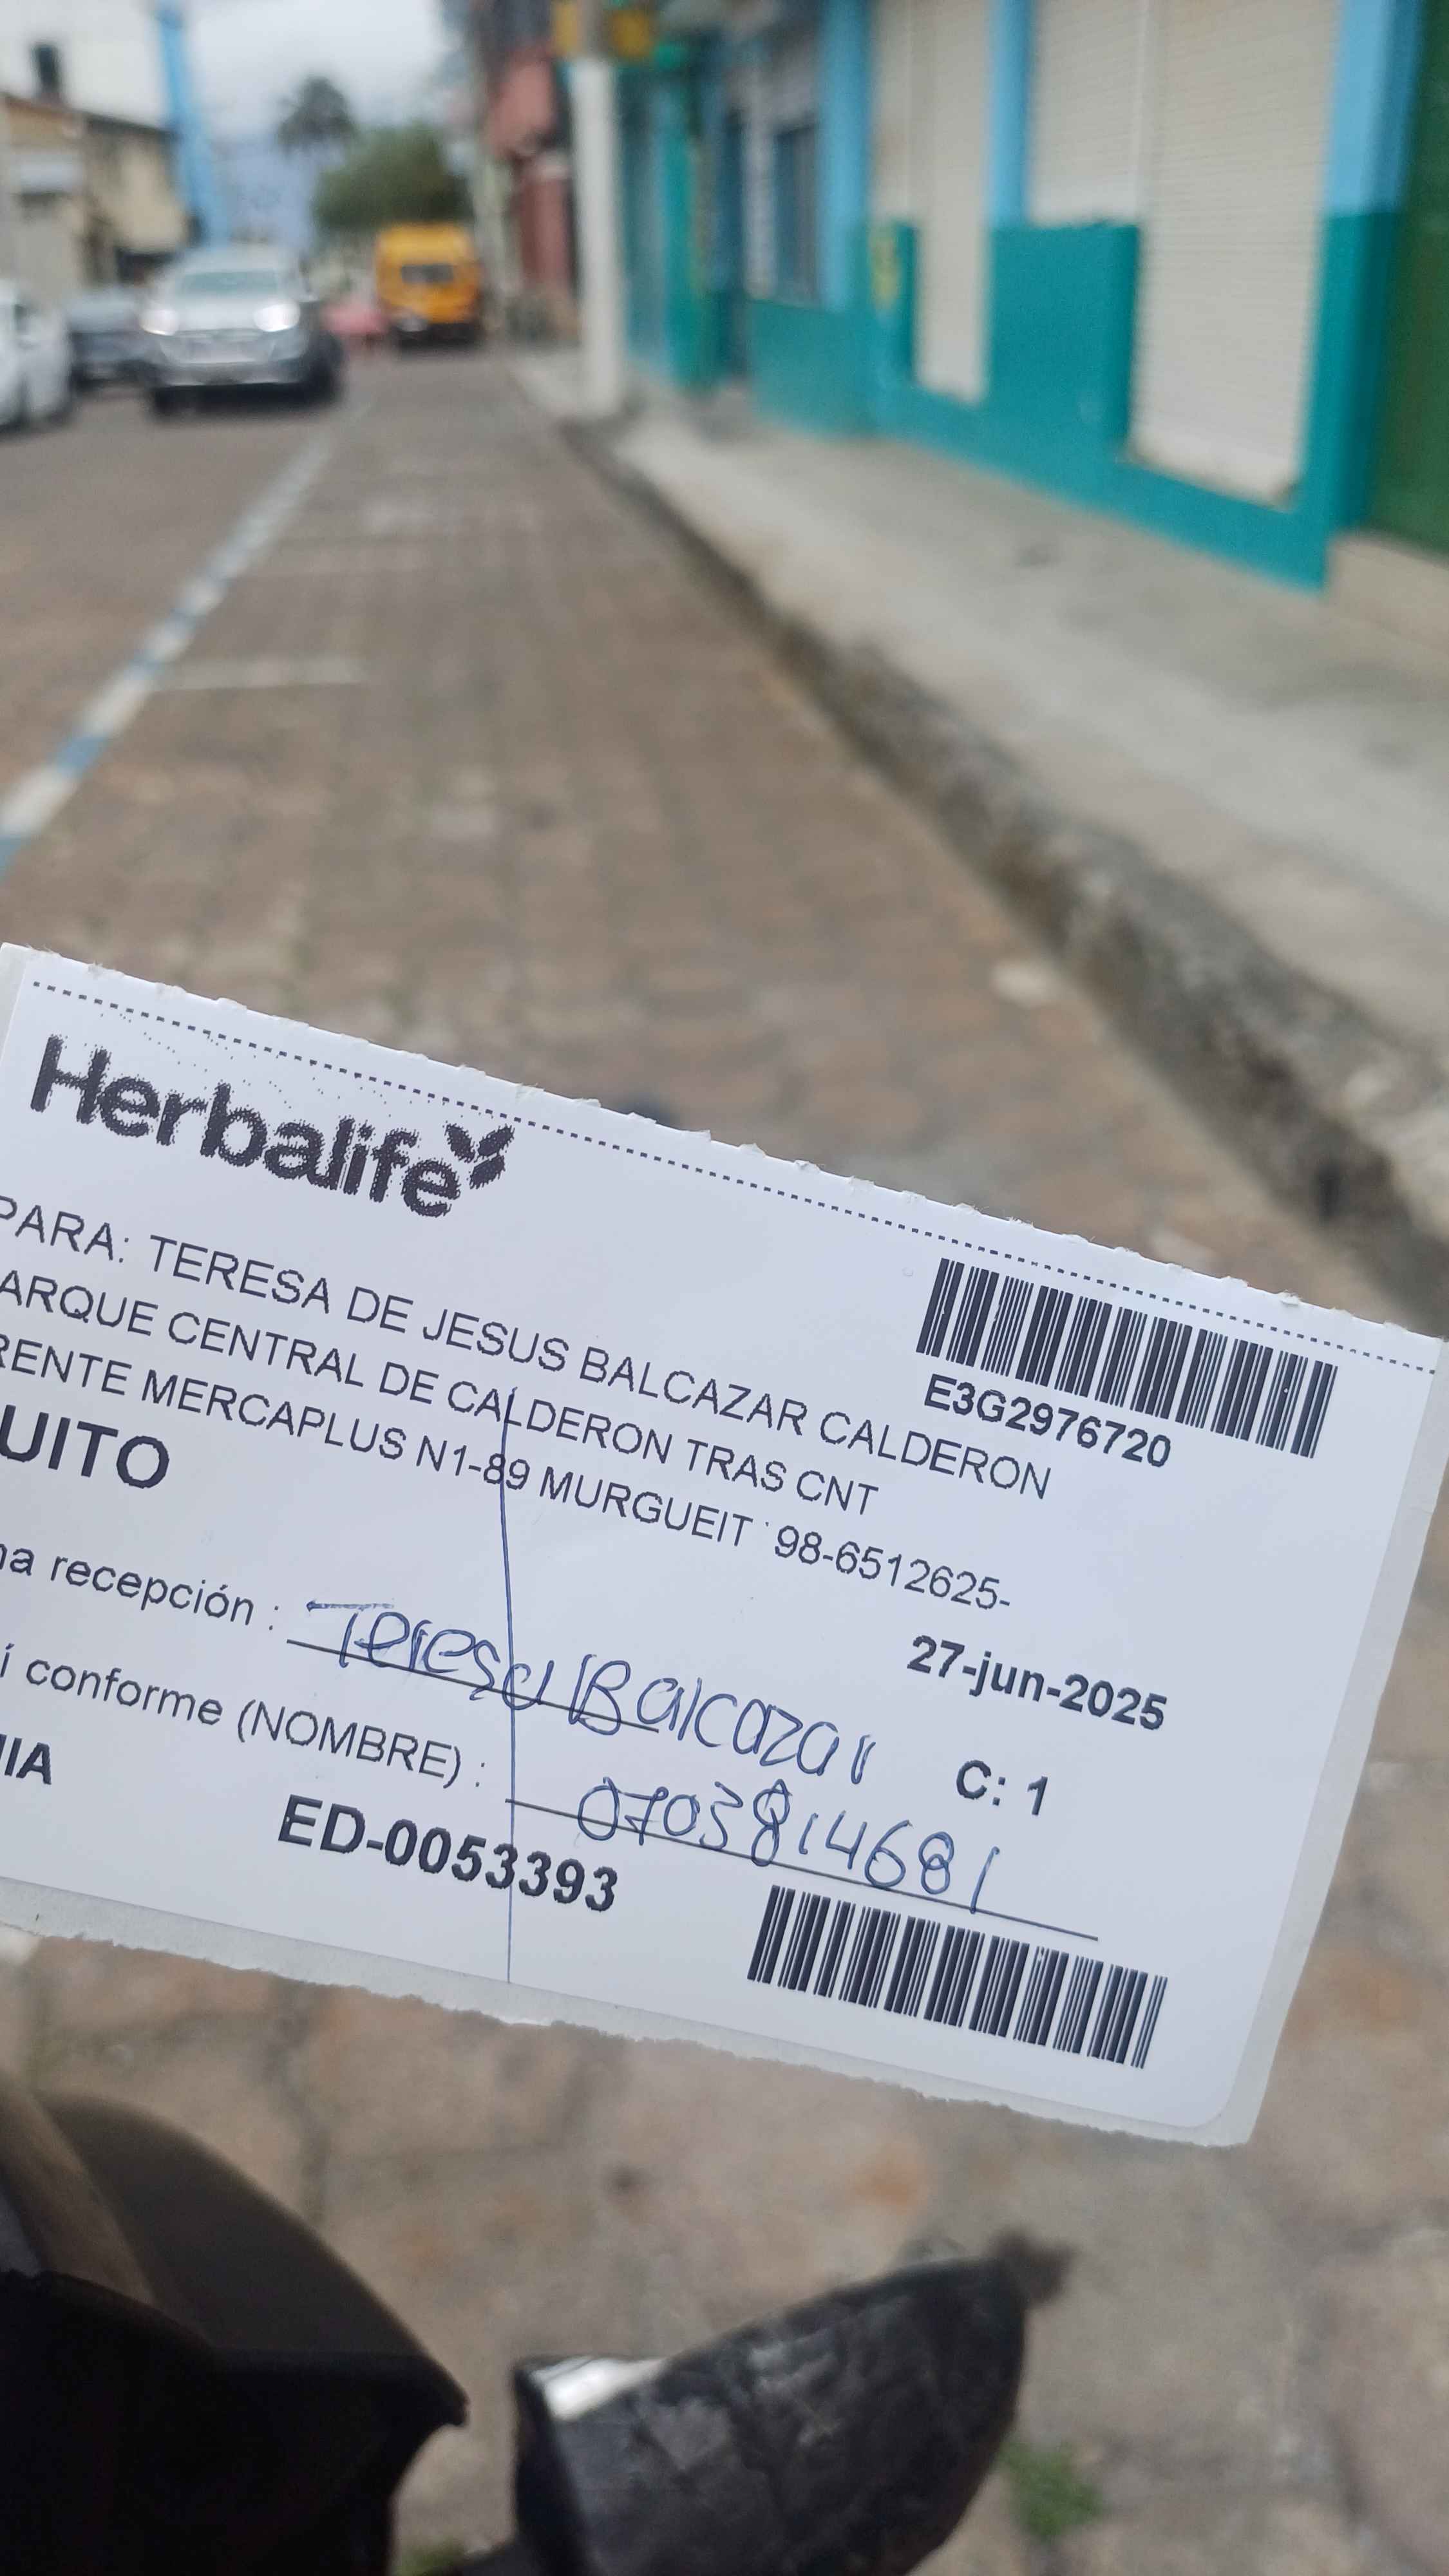 Herbalife
PARA: TERESA DE JESUS BALCAZAR CALDERON
ARQUE CENTRAL DE CALDERON TRAS CNT
RENTE MERCAPLUS N1-89 MURGUEIT 98-6512625-
UITO
E3G2976720
27-jun-2025
na recepción : Teresa Balcazar
í conforme (NOMBRE) : 0703814681
C: 1
IIA
ED-0053393